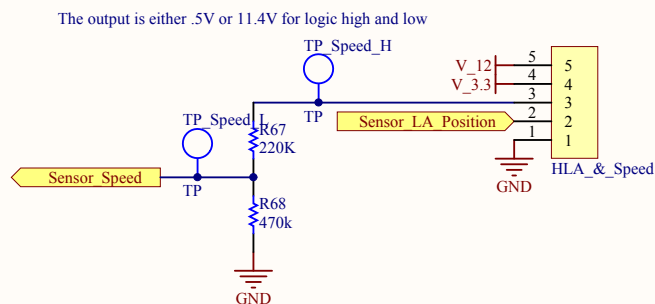 The output is either .5V or 11.4V for logic high and low
TP_Speed_H
V_12
5
5
V_3.3
4
4
3
3
TP
TP_Speed_L
R67
220K
Sensor_LA_Position
2
2
1
1
Sensor_Speed
TP
GND
HLA_&_Speed
R68
470k
GND